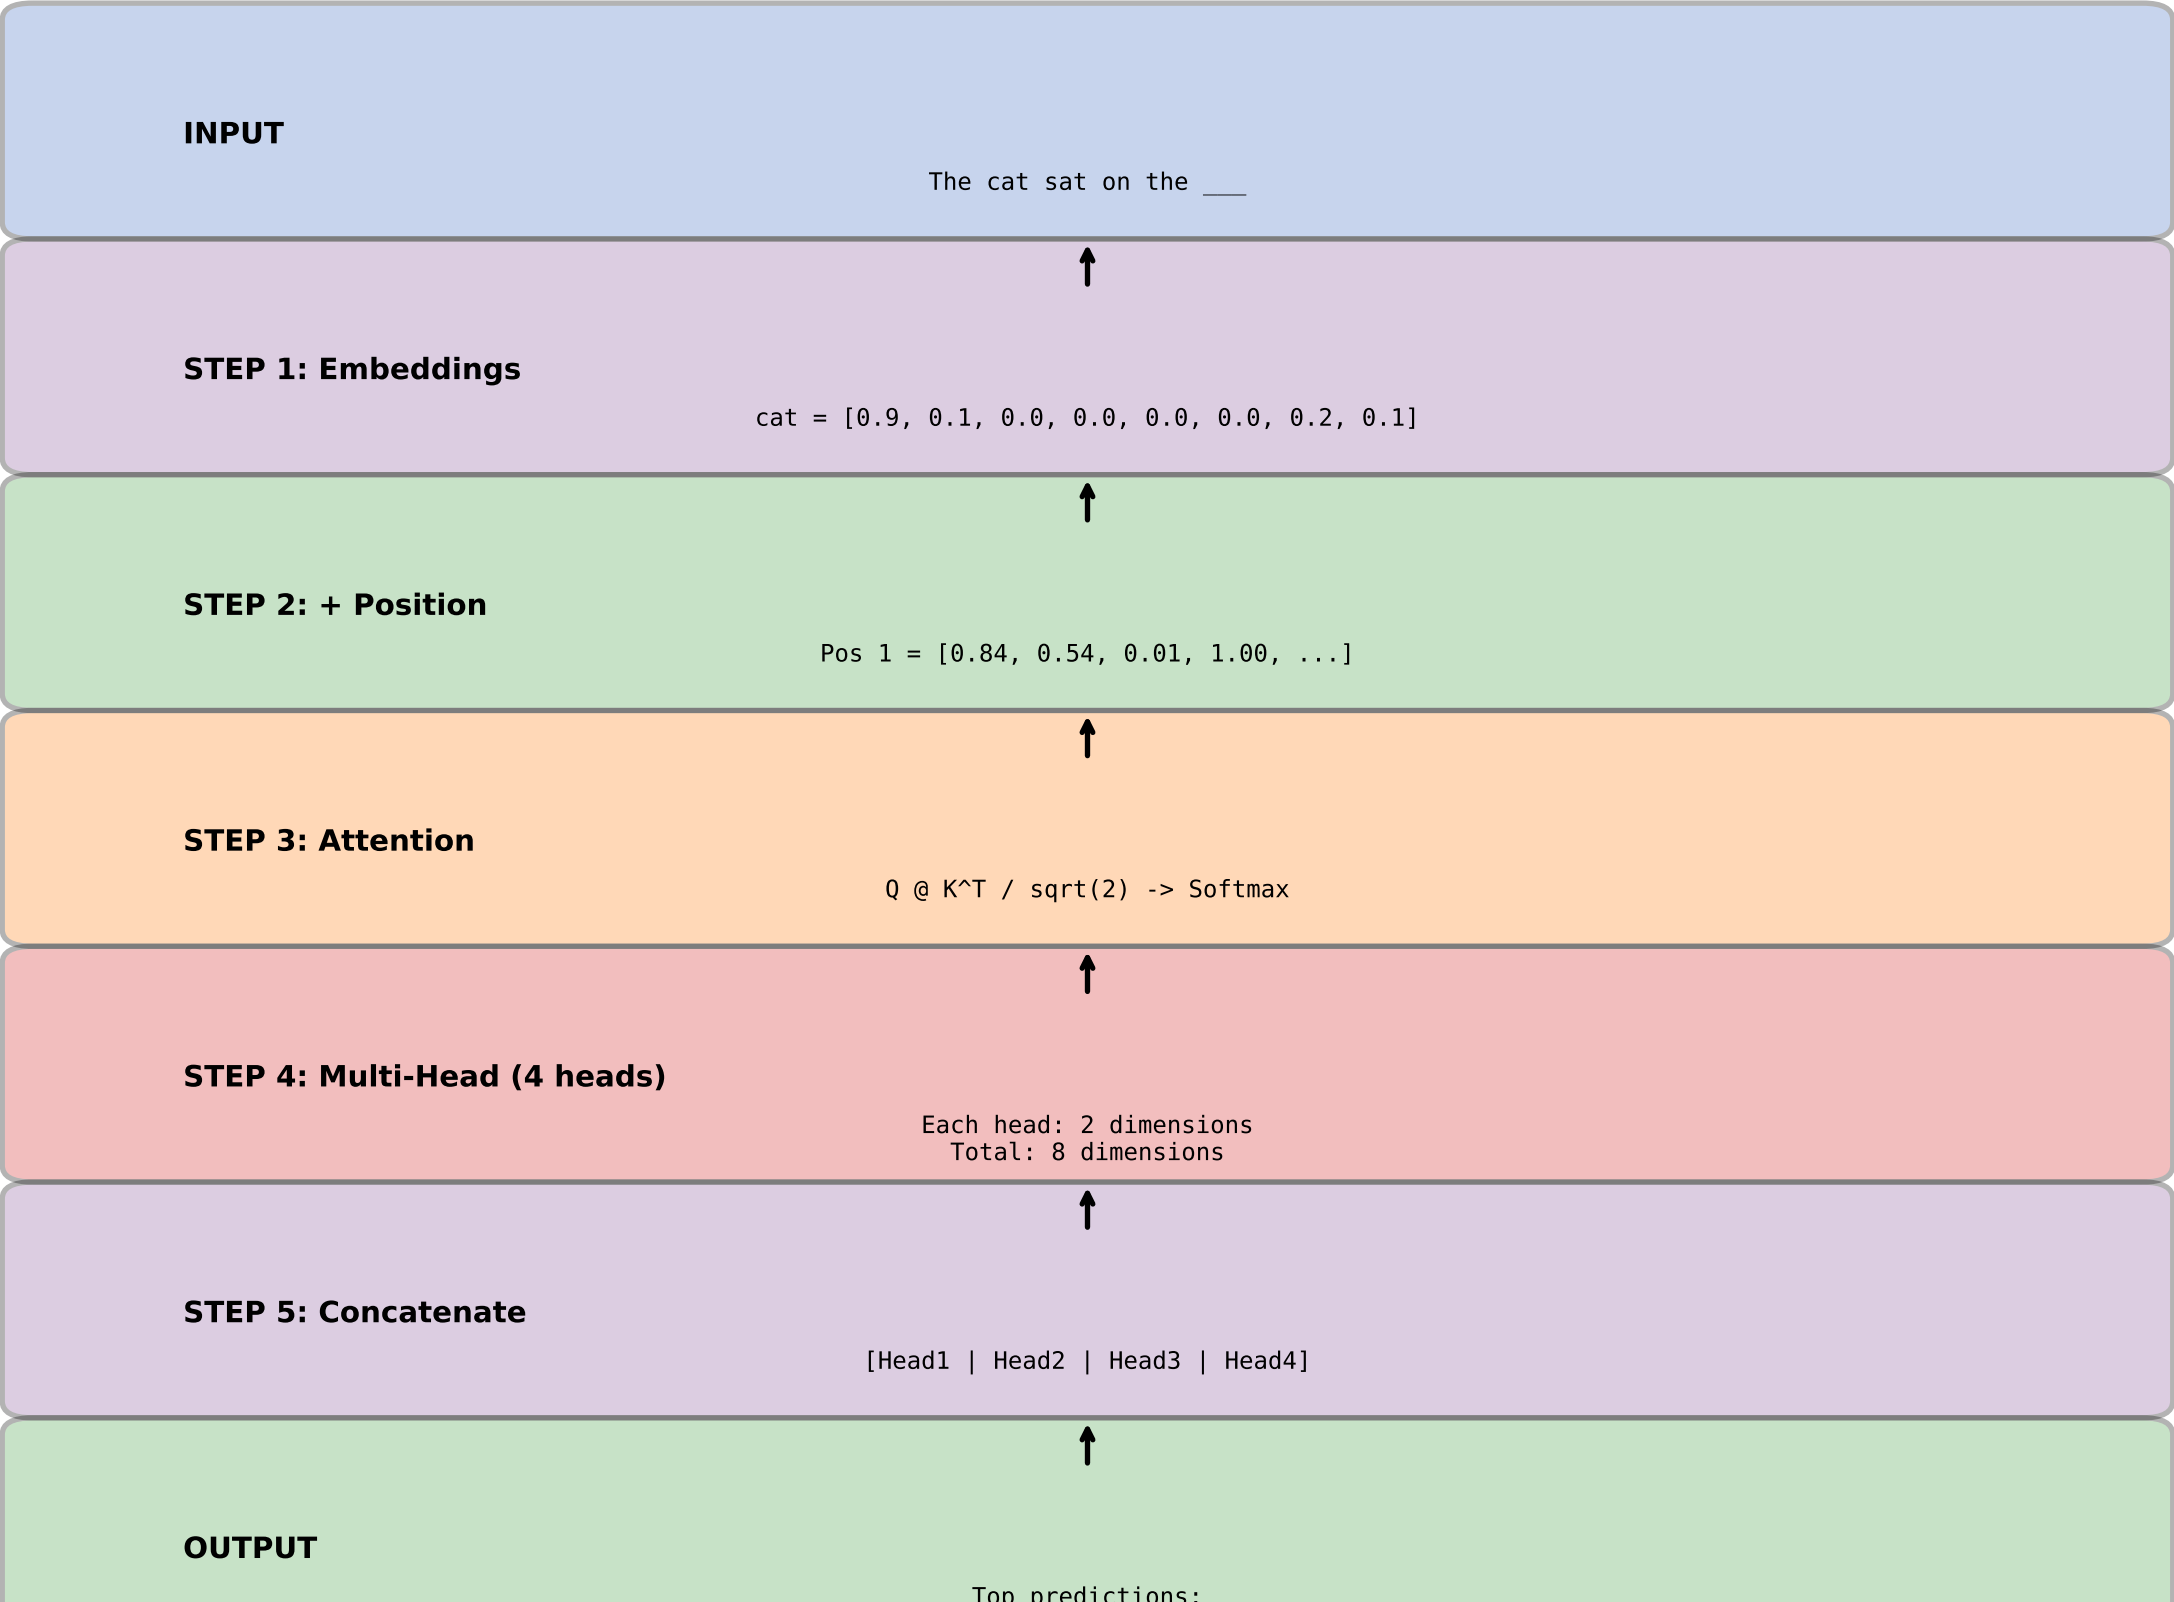 INPUT
The cat sat on the ___
STEP 1: Embeddings
cat = [0.9, 0.1, 0.0, 0.0, 0.0, 0.0, 0.2, 0.1]
STEP 2: + Position
Pos 1 = [0.84, 0.54, 0.01, 1.00, ...]
STEP 3: Attention
Q @ K^T / sqrt(2) -> Softmax
STEP 4: Multi-Head (4 heads)
Each head: 2 dimensions
Total: 8 dimensions
STEP 5: Concatenate
[Head1 | Head2 | Head3 | Head4]
OUTPUT
Top predictions: